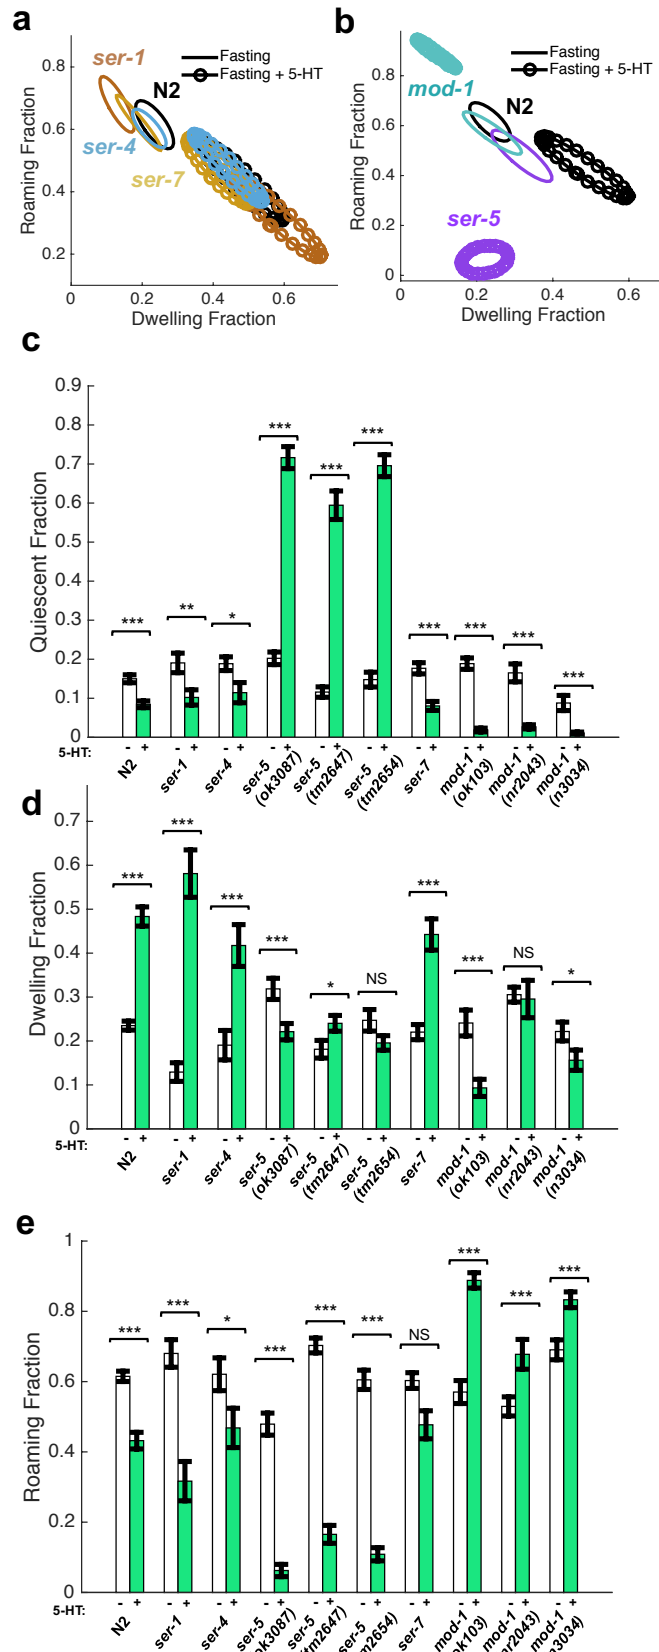 a
ser-1
N2
ser-4
ser-7
Fasting
Fasting + 5-HT
Roaming Fraction
0.8
0.6
0.4
0.2
0
0.2
0.4
0.6
Dwelling Fraction
b
Fasting
Fasting + 5-HT
mod-1
N2
ser-5
Roaming Fraction
0.8
0.6
0.4
0.2
0
0
0.2
0.4
0.6
Dwelling Fraction
c
Quiescent Fraction
0.9
0.8
0.7
0.6
0.5
0.4
0.3
0.2
0.1
0
*** ** * *** *** *** *** *** *** ***
5-HT: - + - + - + - + - + - + - + - + - + - +
N2
ser-1
ser-4
ser-5
(ok3087)
ser-5
(tm2647)
ser-5
(tm2654)
ser-7
mod-1
(ok103)
mod-1
(nr2043)
mod-1
(n3034)
d
Dwelling Fraction
0.7
0.6
0.5
0.4
0.3
0.2
0.1
0
*** *** *** *** * NS *** *** NS *
5-HT: - + - + - + - + - + - + - + - + - + - +
N2
ser-1
ser-4
ser-5
(ok3087)
ser-5
(tm2647)
ser-5
(tm2654)
ser-7
mod-1
(ok103)
mod-1
(nr2043)
mod-1
(n3034)
e
Roaming Fraction
1
0.8
0.6
0.4
0.2
0
*** *** * *** *** *** NS *** *** ***
5-HT: - + - + - + - + - + - + - + - + - + - +
N2
ser-1
ser-4
ser-5
(ok3087)
ser-5
(tm2647)
ser-5
(tm2654)
ser-7
mod-1
(ok103)
mod-1
(nr2043)
mod-1
(n3034)